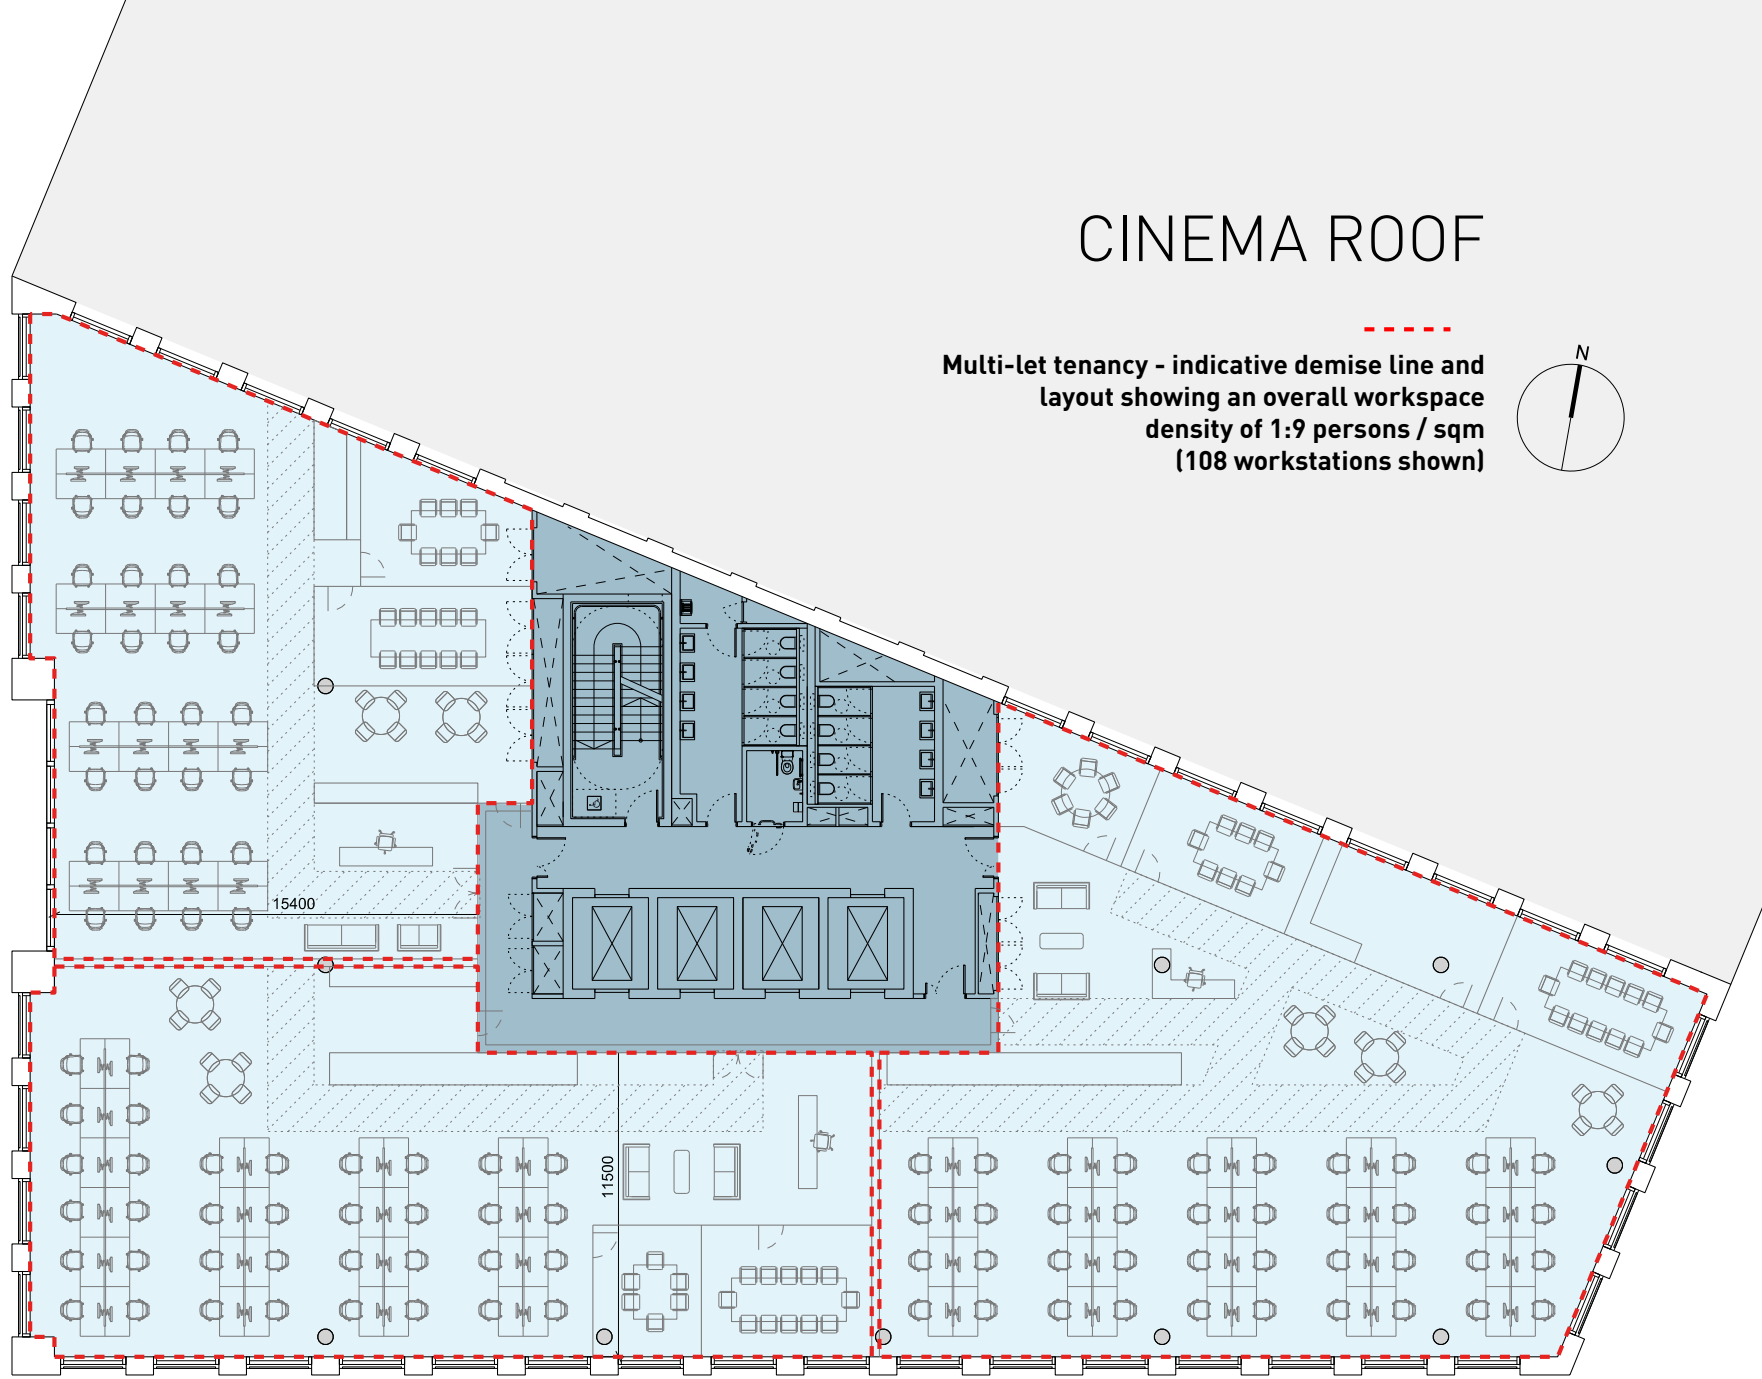 CINEMA ROOF
Multi-let tenancy - indicative demise line and
layout showing an overall workspace
density of 1:9 persons / sqm
(108 workstations shown)
N
15400
11500